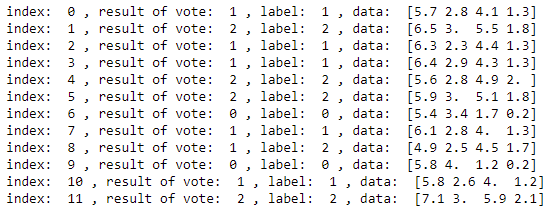 index:  0 , result of vote:  1 , label:  1 , data:  [5.7 2.8 4.1 1.3]
index:  1 , result of vote:  2 , label:  2 , data:  [6.5 3.  5.5 1.8]
index:  2 , result of vote:  1 , label:  1 , data:  [6.3 2.3 4.4 1.3]
index:  3 , result of vote:  1 , label:  1 , data:  [6.4 2.9 4.3 1.3]
index:  4 , result of vote:  2 , label:  2 , data:  [5.6 2.8 4.9 2. ]
index:  5 , result of vote:  2 , label:  2 , data:  [5.9 3.  5.1 1.8]
index:  6 , result of vote:  0 , label:  0 , data:  [5.4 3.4 1.7 0.2]
index:  7 , result of vote:  1 , label:  1 , data:  [6.1 2.8 4.  1.3]
index:  8 , result of vote:  1 , label:  2 , data:  [4.9 2.5 4.5 1.7]
index:  9 , result of vote:  0 , label:  0 , data:  [5.8 4.  1.2 0.2]
index:  10 , result of vote:  1 , label:  1 , data:  [5.8 2.6 4.  1.2]
index:  11 , result of vote:  2 , label:  2 , data:  [7.1 3.  5.9 2.1]